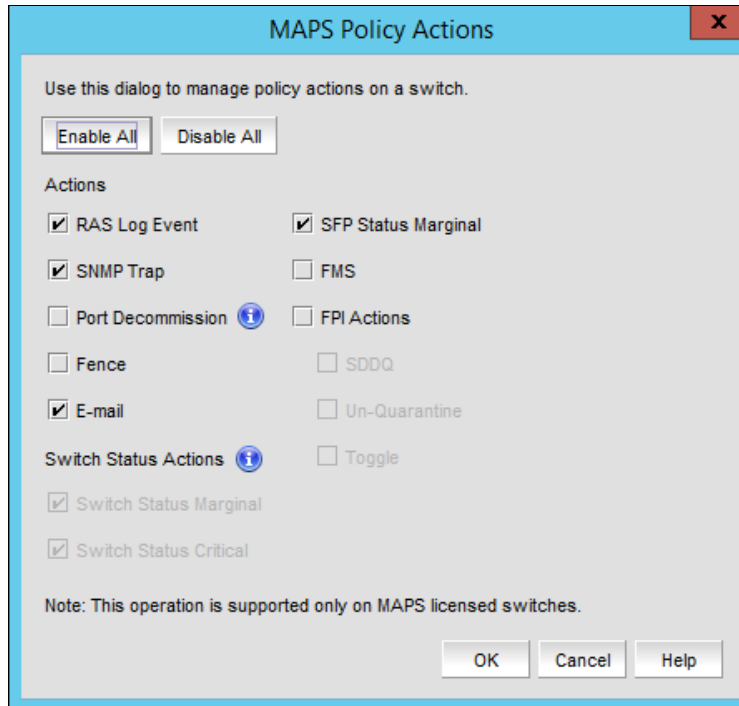 MAPS Policy Actions
x
Use this dialog to manage policy actions on a switch.
Enable All Disable All
Actions
RAS Log Event SFP Status Marginal
SNMP Trap FMS
Port Decommission i FPI Actions
Fence SDDQ
E-mail Un-Quarantine
Switch Status Actions i Toggle
Switch Status Marginal
Switch Status Critical
Note: This operation is supported only on MAPS licensed switches.
OK Cancel Help